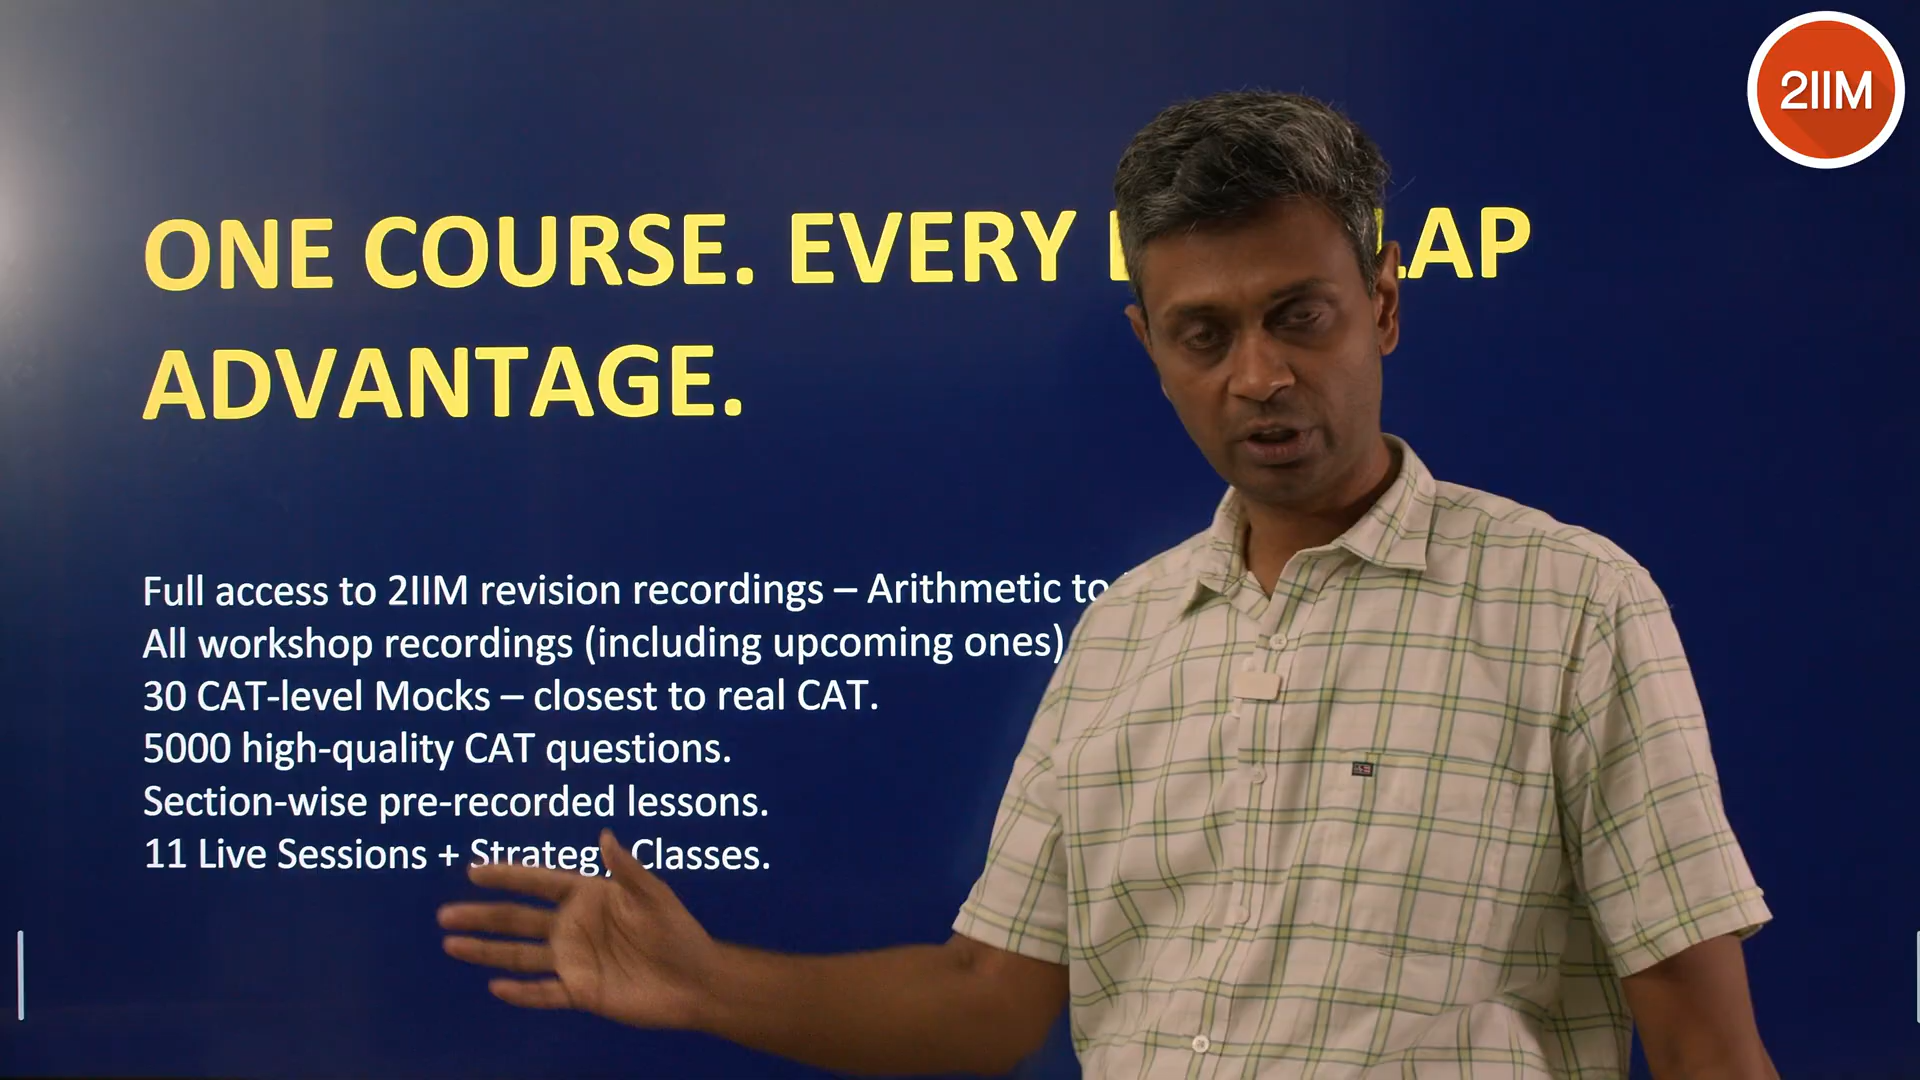 2IIM
ONE COURSE. EVERY LAP
ADVANTAGE.
Full access to 2IIM revision recordings – Arithmetic to
All workshop recordings (including upcoming ones)
30 CAT-level Mocks – closest to real CAT.
5000 high-quality CAT questions.
Section-wise pre-recorded lessons.
11 Live Sessions + Strategy Classes.